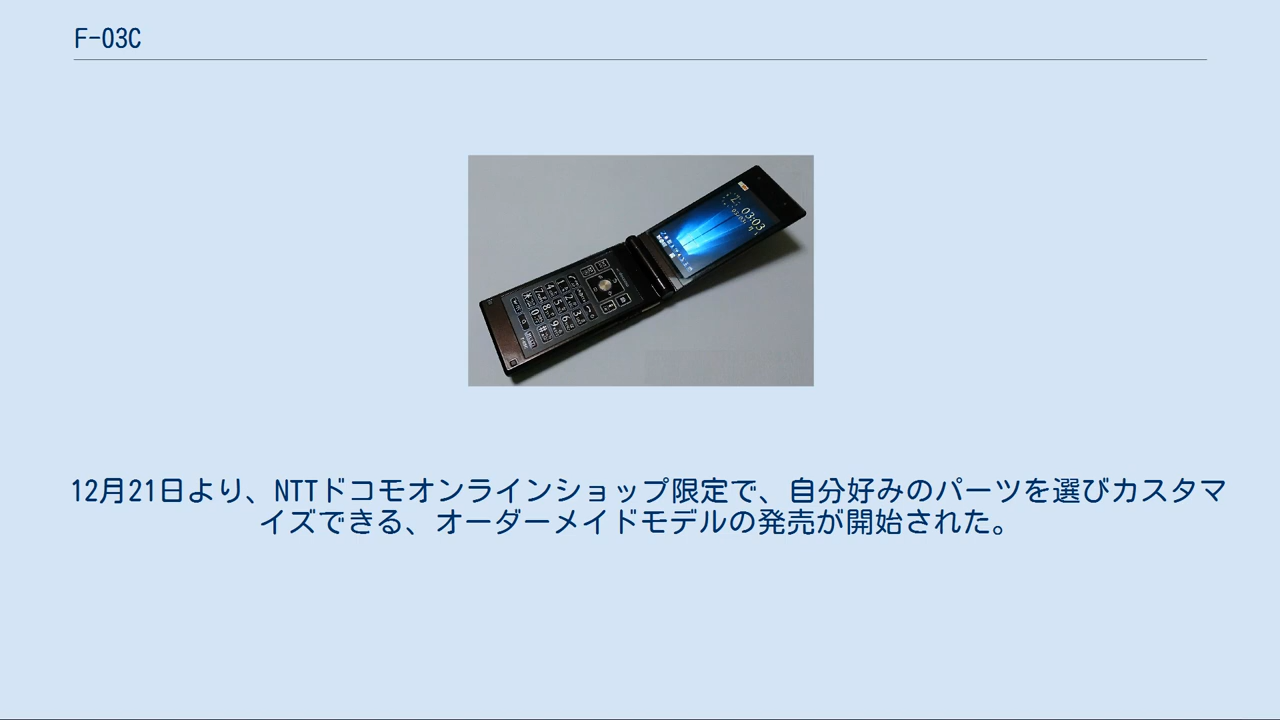 F-03C
03:03
12月21日より、NTTドコモオンラインショップ限定で、自分好みのパーツを選びカスタマ
イズできる、オーダーメイドモデルの発売が開始された。